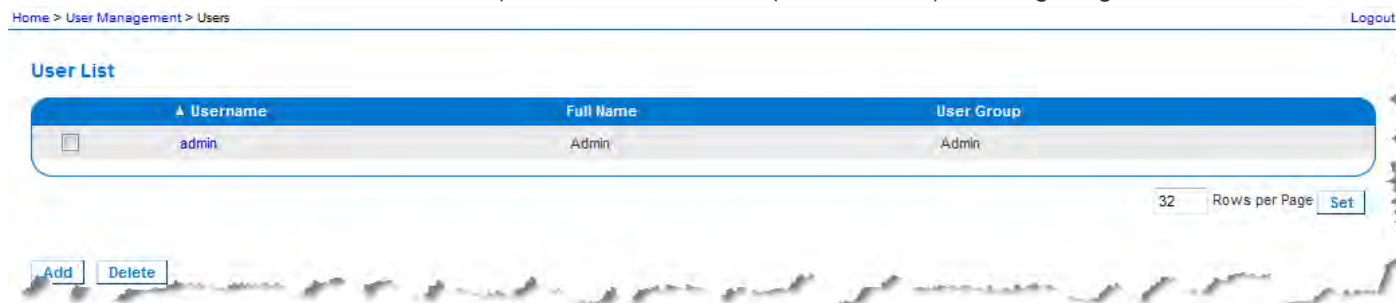 Home > User Management > Users Logout
User List
▲ Username Full Name User Group
admin Admin Admin
32 Rows per Page Set
Add Delete